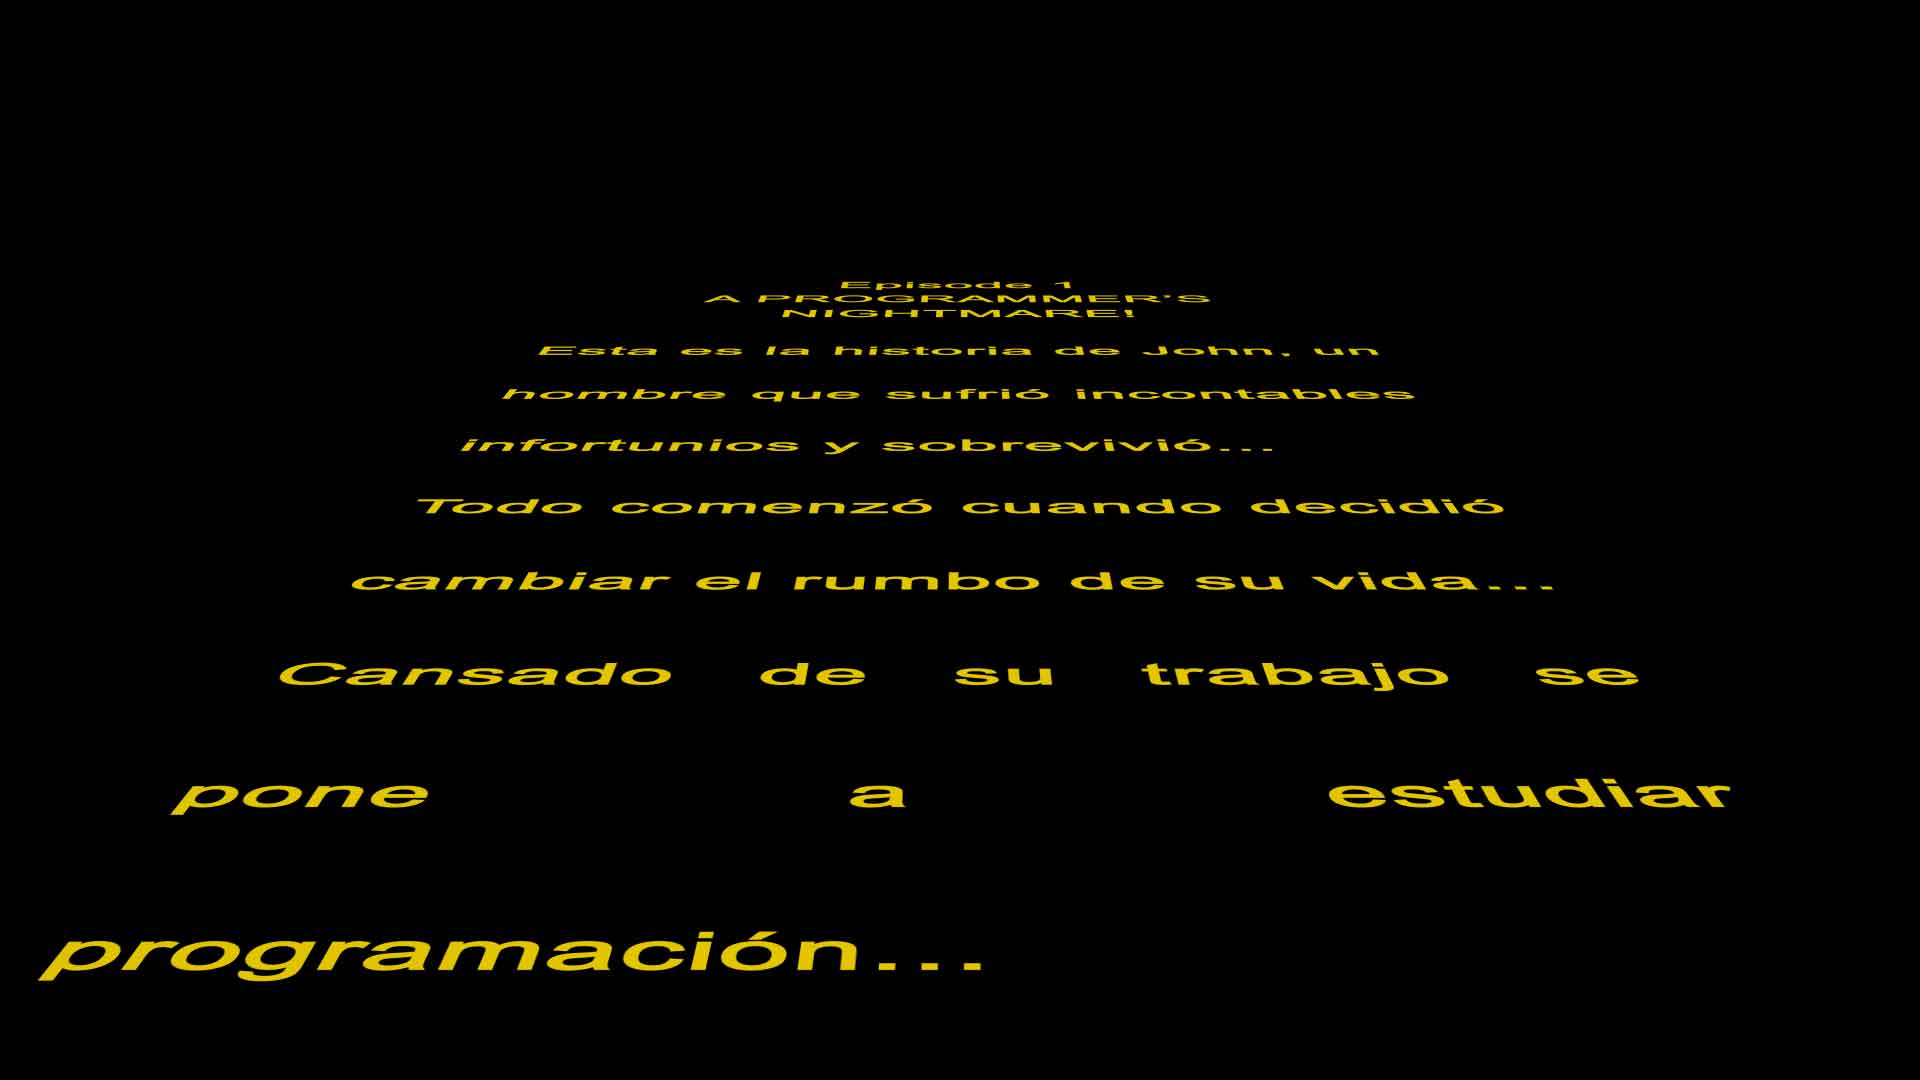 Episode 1
A PROGRAMMER'S
NIGHTMARE!
Esta es la historia de John, un
hombre que sufrió incontables
infortunios y sobrevivió...
Todo comenzó cuando decidió
cambiar el rumbo de su vida...
Cansado de su trabajo se
pone a estudiar
programación...